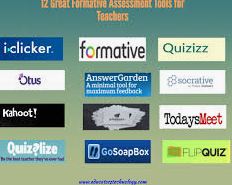 12 Great Formative Assessment Tools for
Teachers
i>clicker.
formative
Quizizz
Otus
AnswerGarden
A minimal tool for
maximum feedback
socrative
Kahoot!
TodaysMeet
Quizalize
Be the best teacher they've ever had
GoSoapBox
FLIPQUIZ
www.educatorstechnology.com